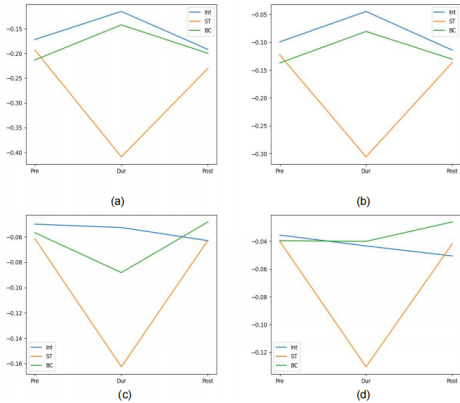 Int
ST
BC
−0.15
−0.20
−0.25
−0.30
−0.35
−0.40
Pre
Dur
Post
(a)
Int
ST
BC
−0.05
−0.10
−0.15
−0.20
−0.25
−0.30
Pre
Dur
Post
(b)
−0.06
−0.08
−0.10
−0.12
−0.14
−0.16
Int
ST
BC
Pre
Dur
Post
(c)
−0.04
−0.06
−0.08
−0.10
−0.12
Int
ST
BC
Pre
Dur
Post
(d)